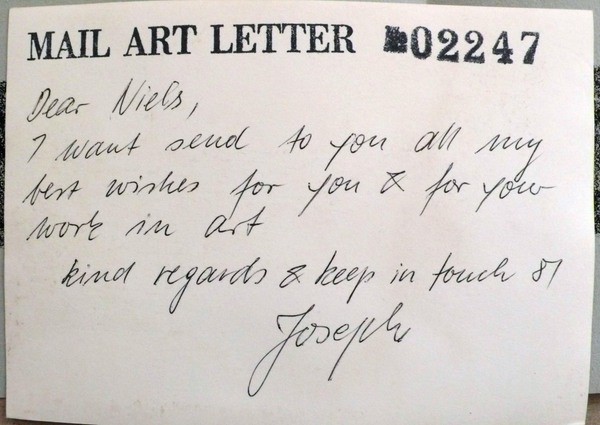 MAIL ART LETTER 02247
Dear Niels,
I want send to you all my
best wishes for you & for your
work in art
kind regards & keep in touch 81
Joseph